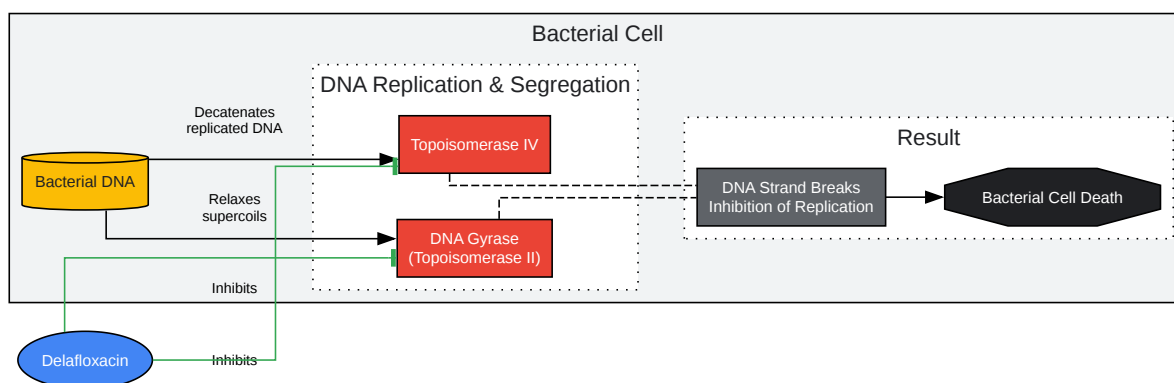 Bacterial Cell
DNA Replication & Segregation
Decatenates
replicated DNA
Topoisomerase IV
Result
Bacterial DNA
DNA Strand Breaks
Inhibition of Replication
Bacterial Cell Death
Relaxes
supercoils
DNA Gyrase
(Topoisomerase II)
Inhibits
Delafloxacin
Inhibits